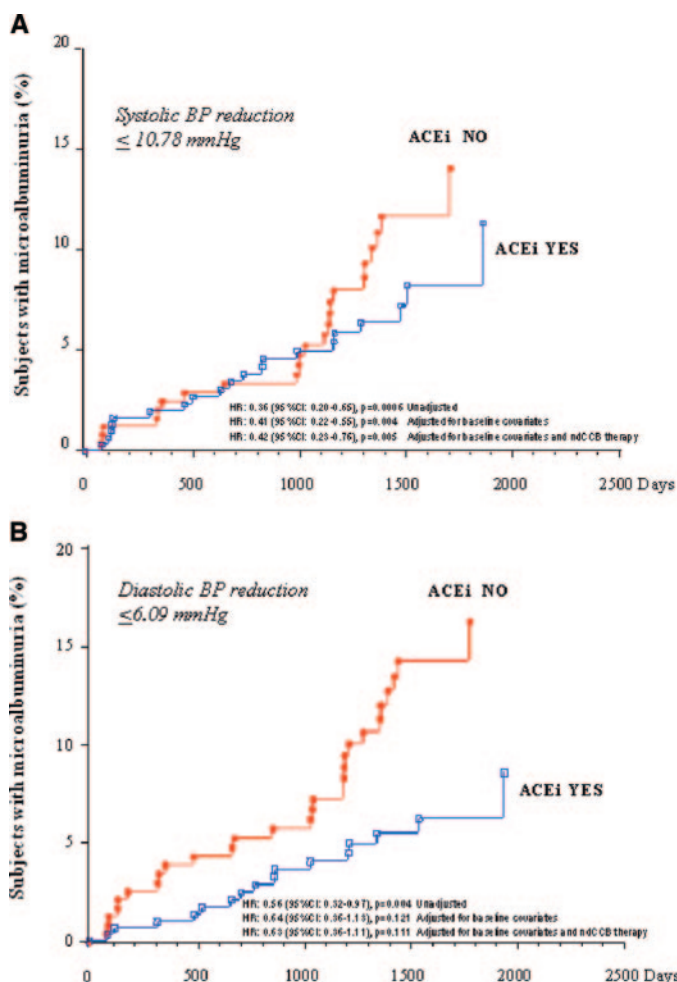 A
Subjects with microalbuminuria (%)
20
15
10
5
0
Systolic BP reduction
≤ 10.78 mmHg
ACEi NO
ACEi YES
HR: 0.36 (95%CI: 0.20-0.65), p=0.0006 Unadjusted
HR: 0.41 (95%CI: 0.22-0.55), p=0.004 Adjusted for baseline covariates
HR: 0.42 (95%CI: 0.23-0.76), p=0.005 Adjusted for baseline covariates and ndCCB therapy
0 500 1000 1500 2000 2500 Days
B
Subjects with microalbuminuria (%)
20
15
10
5
0
Diastolic BP reduction
≤6.09 mmHg
ACEi NO
ACEi YES
HR: 0.56 (95%CI: 0.32-0.97), p=0.004 Unadjusted
HR: 0.64 (95%CI: 0.36-1.13), p=0.121 Adjusted for baseline covariates
HR: 0.63 (95%CI: 0.36-1.11), p=0.111 Adjusted for baseline covariates and ndCCB therapy
0 500 1000 1500 2000 2500 Days